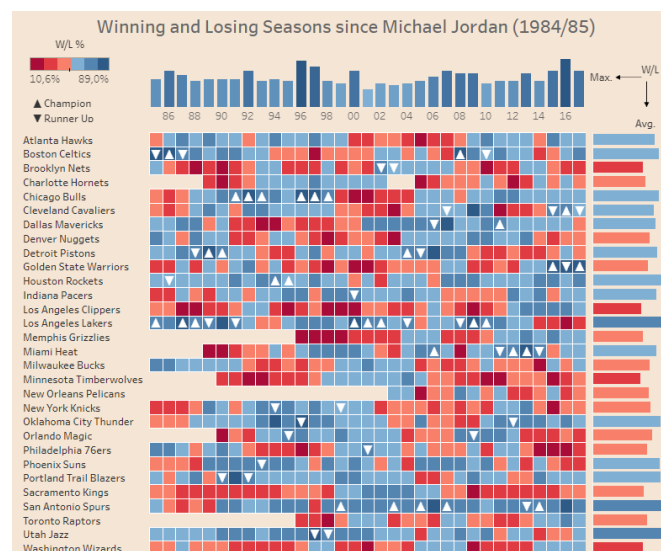 Winning and Losing Seasons since Michael Jordan (1984/85)
W/L %
10,6% 89,0%
Champion
Runner Up
Max. W/L
Avg.
86 88 90 92 94 96 98 00 02 04 06 08 10 12 14 16
Atlanta Hawks
Boston Celtics
Brooklyn Nets
Charlotte Hornets
Chicago Bulls
Cleveland Cavaliers
Dallas Mavericks
Denver Nuggets
Detroit Pistons
Golden State Warriors
Houston Rockets
Indiana Pacers
Los Angeles Clippers
Los Angeles Lakers
Memphis Grizzlies
Miami Heat
Milwaukee Bucks
Minnesota Timberwolves
New Orleans Pelicans
New York Knicks
Oklahoma City Thunder
Orlando Magic
Philadelphia 76ers
Phoenix Suns
Portland Trail Blazers
Sacramento Kings
San Antonio Spurs
Toronto Raptors
Utah Jazz
Washington Wizards